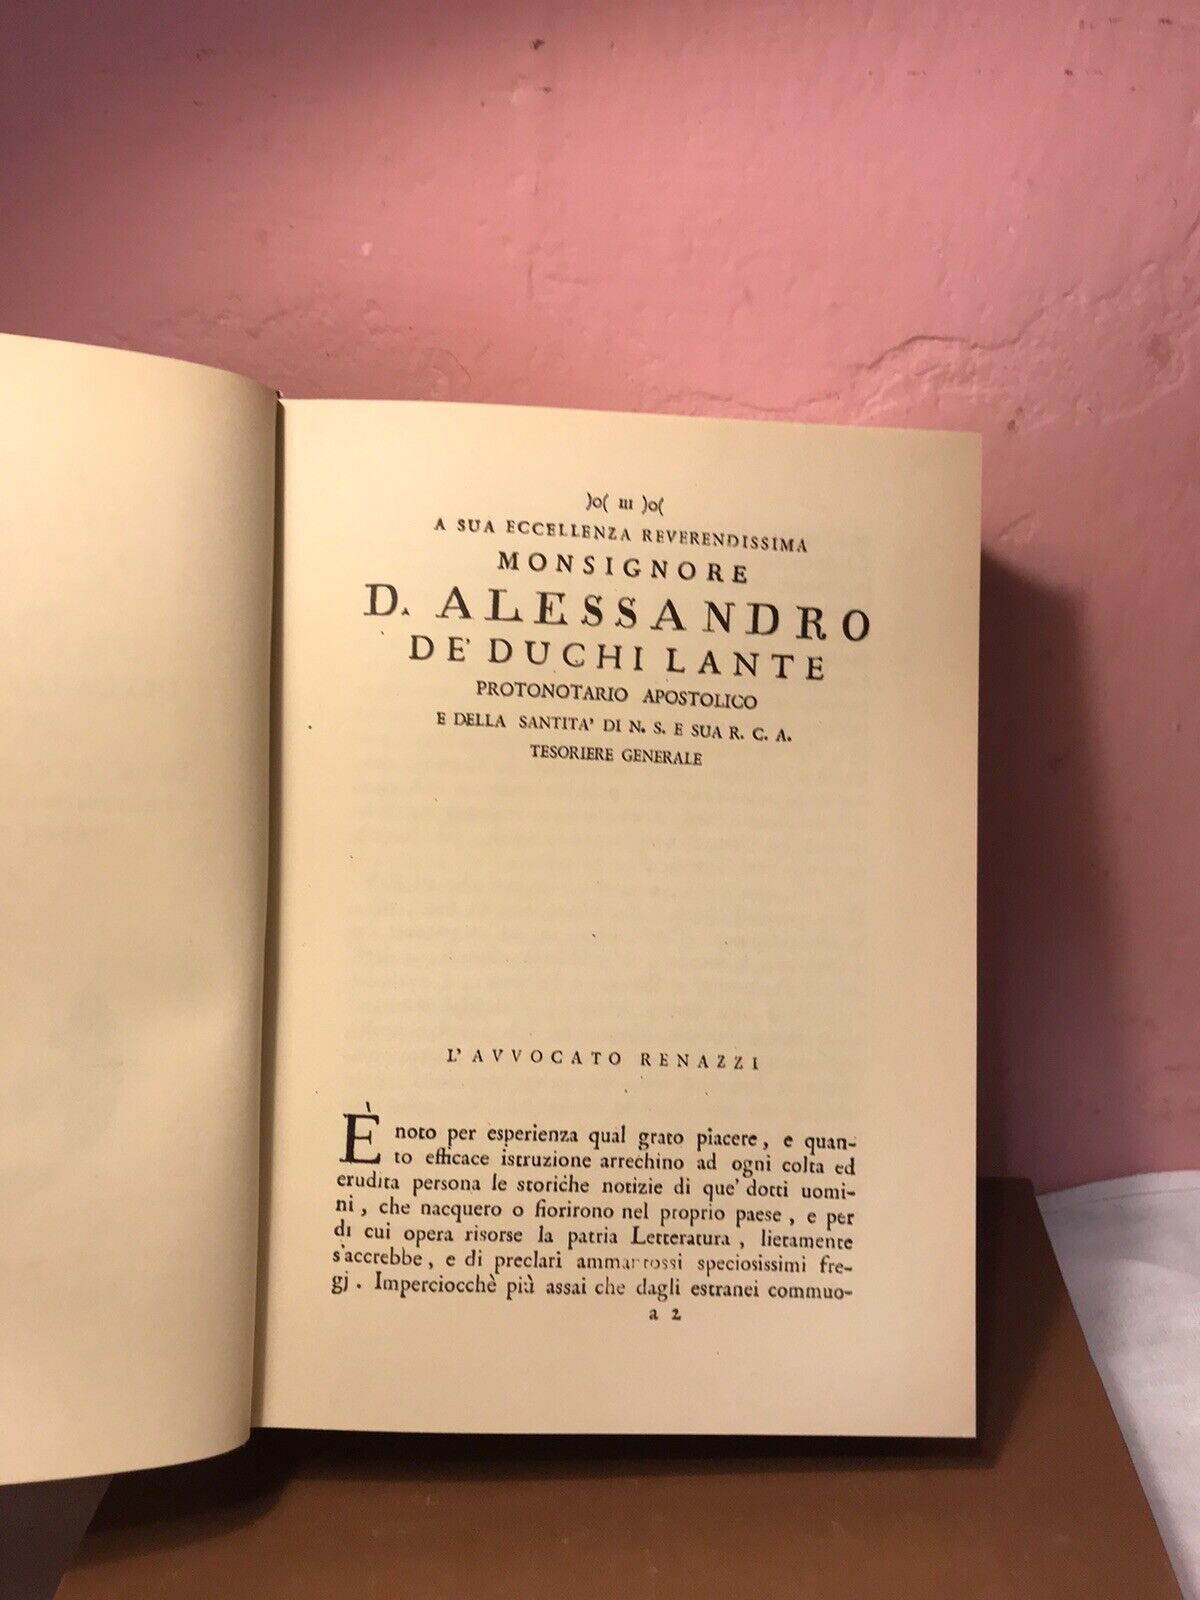 )o( III )o(
A SUA ECCELLENZA REVERENDISSIMA
MONSIGNORE
D. ALESSANDRO
DE' DUCHI LANTE
PROTONOTARIO APOSTOLICO
E DELLA SANTITA' DI N. S. E SUA R. C. A.
TESORIERE GENERALE
L' AVVOCATO RENAZZI
È noto per esperienza qual grato piacere, e quan-
to efficace istruzione arrechino ad ogni colta ed
erudita persona le storiche notizie di que' dotti uomi-
ni, che nacquero o fiorirono nel proprio paese, e per
di cui opera risorse la patria Letteratura, lietamente
s'accrebbe, e di preclari speciosissimi fre-
gj. Imperciocchè più assai che dagli estranei commuo-
a 2